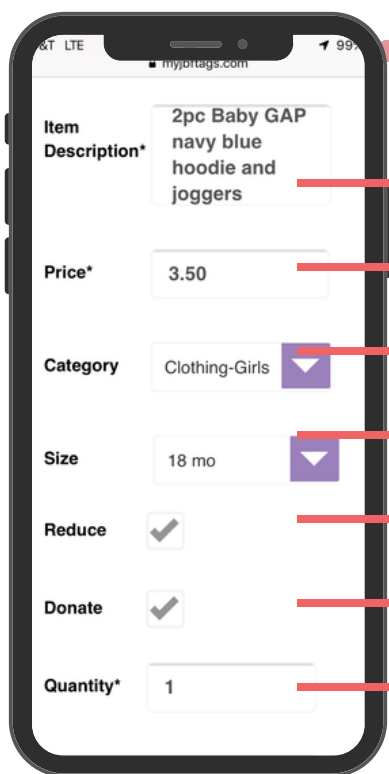 &T LTE 99%
myjbftags.com
Item
Description*
2pc Baby GAP
navy blue
hoodie and
joggers
Price* 3.50
Category Clothing-Girls
Size 18 mo
Reduce
Donate
Quantity* 1